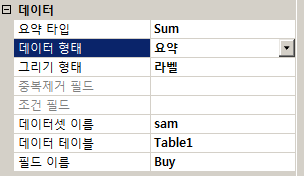 데이터
요약 타입 Sum
데이터 형태 요약
그리기 형태 라벨
중복제거 필드
조건 필드
데이터셋 이름 sam
데이터 테이블 Table1
필드 이름 Buy